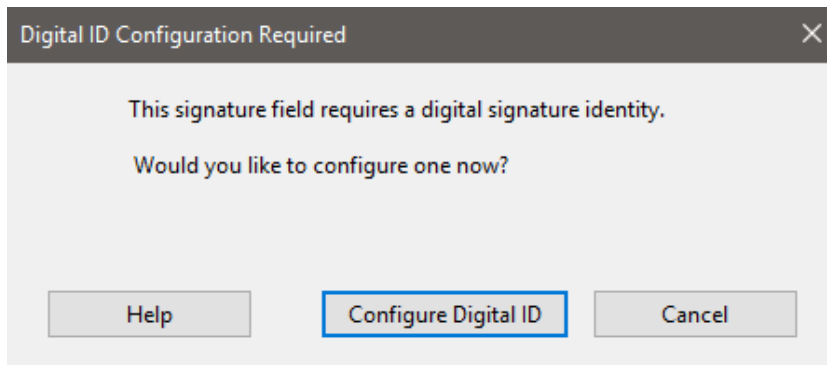 Digital ID Configuration Required
This signature field requires a digital signature identity.
Would you like to configure one now?
Help
Configure Digital ID
Cancel